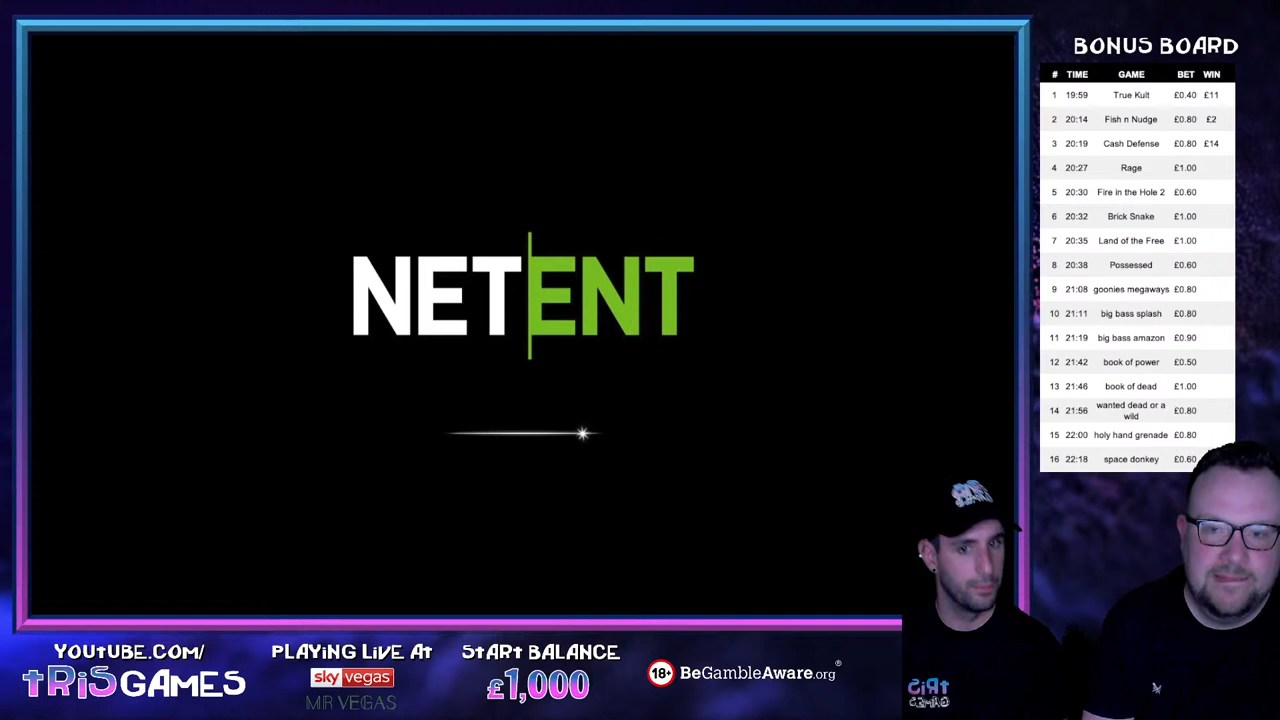 NETENT
BONUS BOARD
# TIME GAME BET WIN
1 19:59 True Kult £0.40 £11
2 20:14 Fish n Nudge £0.80 £2
3 20:19 Cash Defense £0.80 £14
4 20:27 Rage £1.00
5 20:30 Fire in the Hole 2 £0.60
6 20:32 Brick Snake £1.00
7 20:35 Land of the Free £1.00
8 20:38 Possessed £0.60
9 21:08 goonies megaways £0.80
10 21:11 big bass splash £0.80
11 21:19 big bass amazon £0.90
12 21:42 book of power £0.50
13 21:46 book of dead £1.00
14 21:56 wanted dead or a £0.80
wild
15 22:00 holy hand grenade £0.80
16 22:18 space donkey £0.60
YOUTUBE.COM/
tRiS GAMES
PLAYING LIVE AT
sky vegas
MR VEGAS
START BALANCE
£1,000
18+ BeGambleAware.org®
tRiS
GAMES